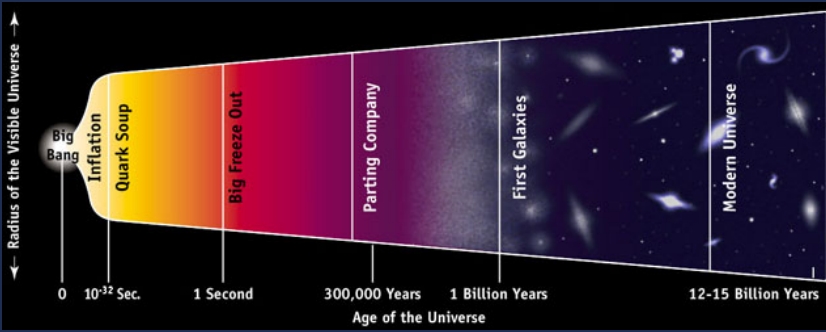 Radius of the Visible Universe
Big
Bang
Inflation
Quark Soup
Big Freeze Out
Parting Company
First Galaxies
Modern Universe
0
10⁻³² Sec.
1 Second
300,000 Years
1 Billion Years
12-15 Billion Years
Age of the Universe